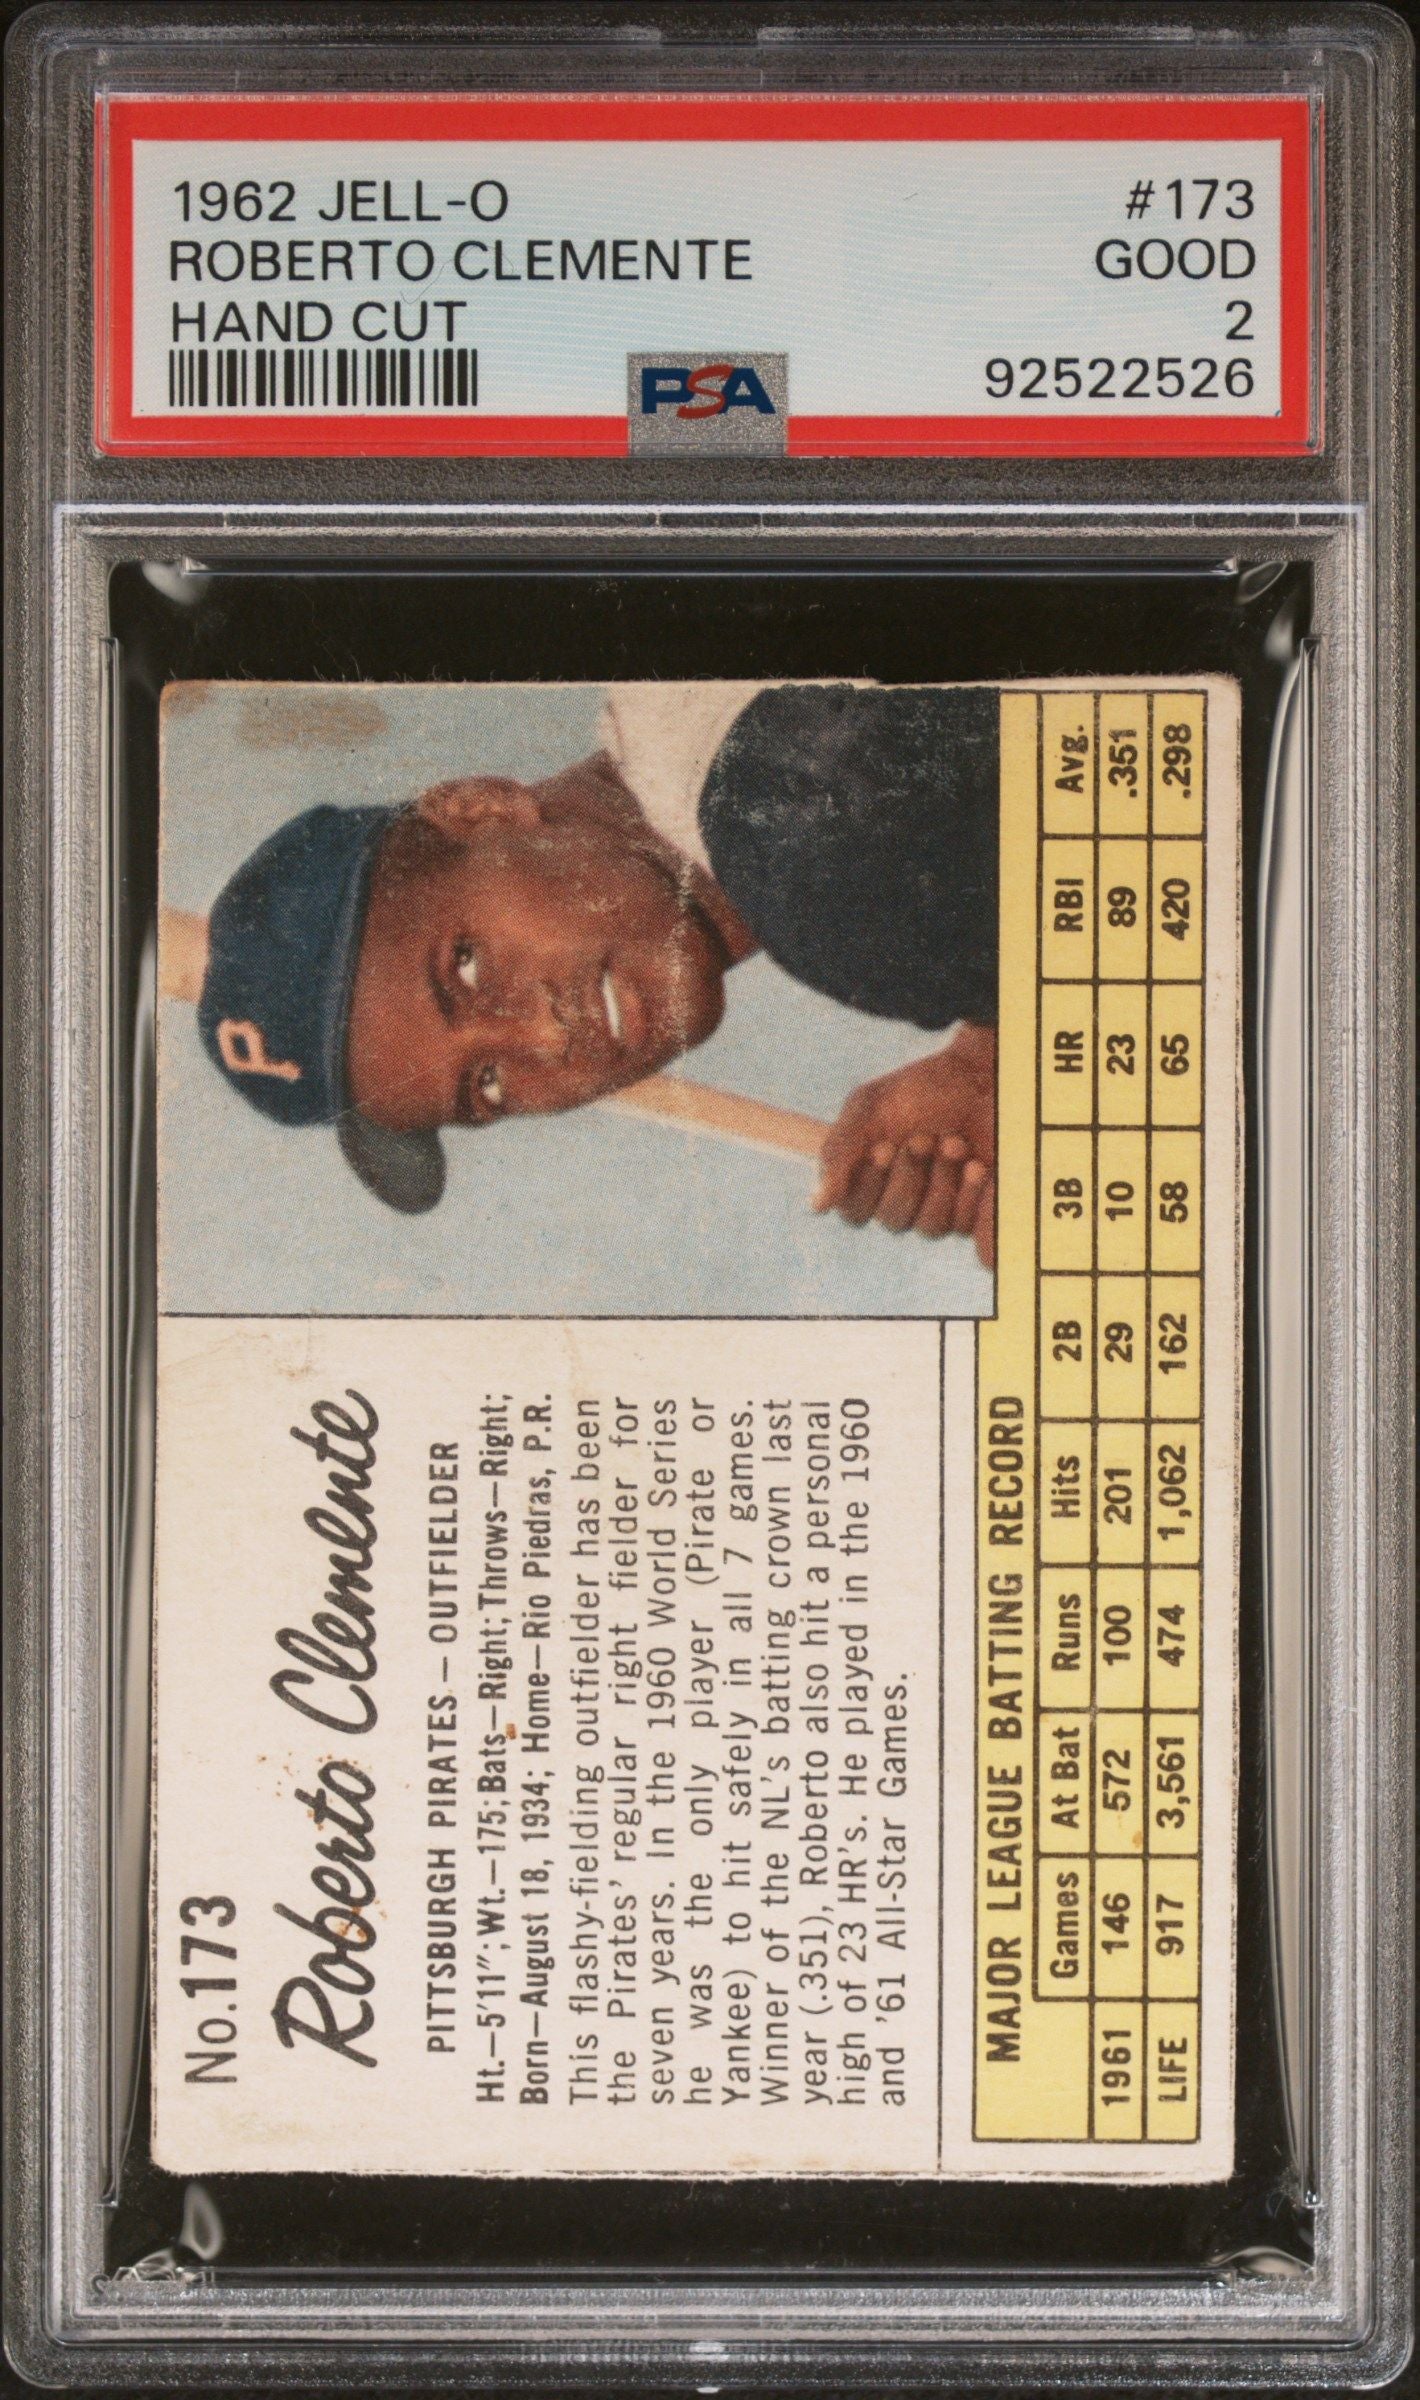 1962 JELL-O #173
ROBERTO CLEMENTE GOOD
HAND CUT 2
PSA 92522526
P
No. 173
Roberto Clemente
PITTSBURGH PIRATES — OUTFIELDER
Ht.—5'11"; Wt.—175; Bats—Right; Throws—Right;
Born—August 18, 1934; Home—Rio Piedras, P.R.
This flashy-fielding outfielder has been
the Pirates' regular right fielder for
seven years. In the 1960 World Series
he was the only player (Pirate or
Yankee) to hit safely in all 7 games.
Winner of the NL's batting crown last
year (.351), Roberto also hit a personal
high of 23 HR's. He played in the 1960
and '61 All-Star Games.
MAJOR LEAGUE BATTING RECORD
Games At Bat Runs Hits 2B 3B HR RBI Avg.
1961 146 572 100 201 29 10 23 89 .351
LIFE 917 3,561 474 1,062 162 58 65 420 .298